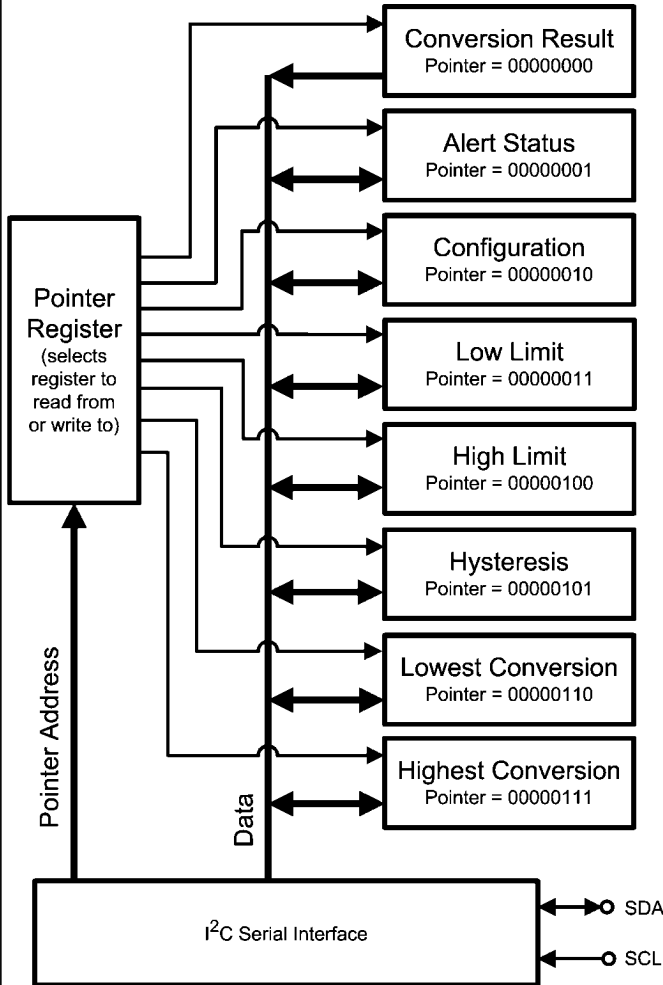 Conversion Result
Pointer = 00000000
Alert Status
Pointer = 00000001
Configuration
Pointer = 00000010
Pointer
Register
(selects
register to
read from
or write to)
Low Limit
Pointer = 00000011
High Limit
Pointer = 00000100
Hysteresis
Pointer = 00000101
Lowest Conversion
Pointer = 00000110
Highest Conversion
Pointer = 00000111
Pointer Address
Data
I²C Serial Interface
SDA
SCL